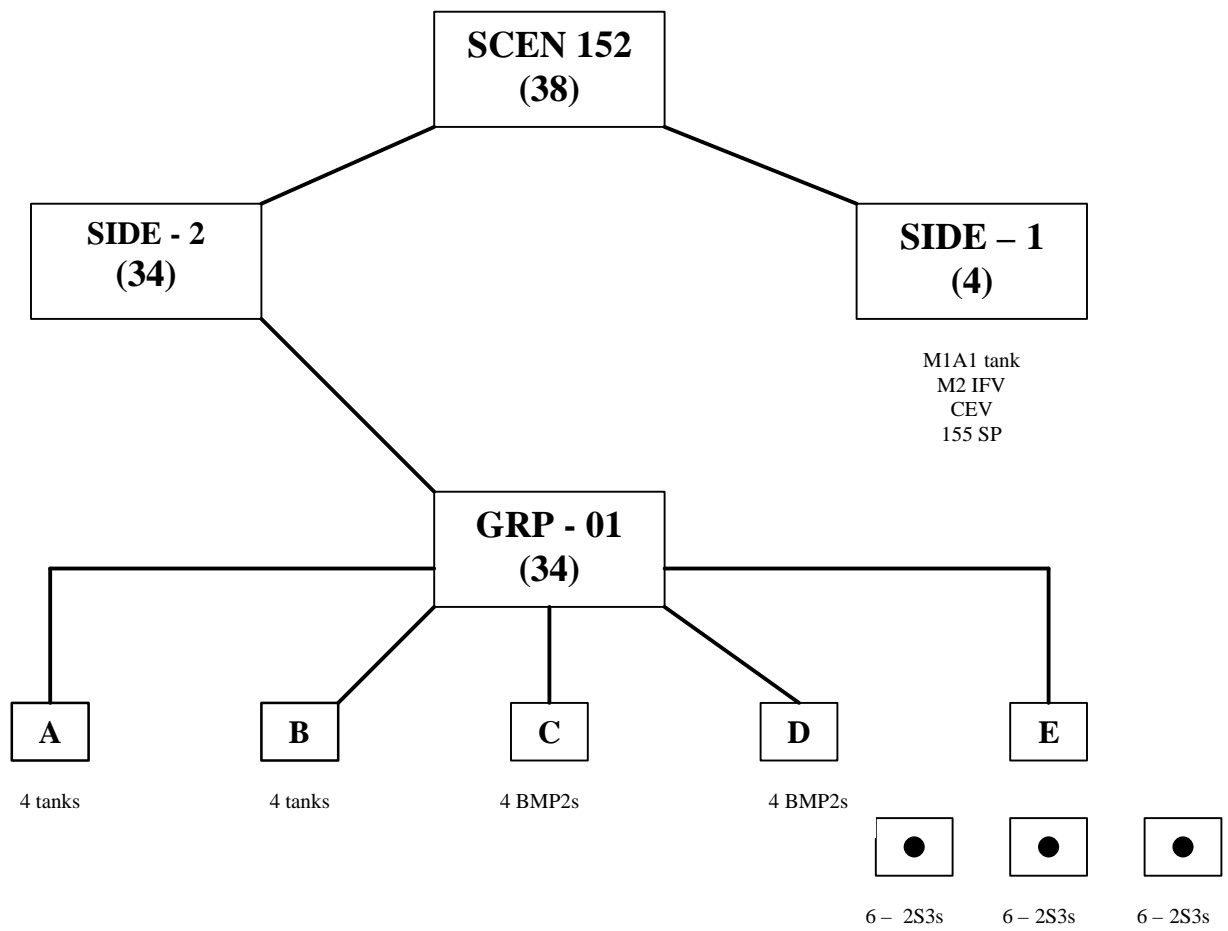 SCEN 152
(38)
SIDE - 2
(34)
SIDE – 1
(4)
M1A1 tank
M2 IFV
CEV
155 SP
GRP - 01
(34)
A
B
C
D
E
4 tanks
4 tanks
4 BMP2s
4 BMP2s
6 – 2S3s
6 – 2S3s
6 – 2S3s